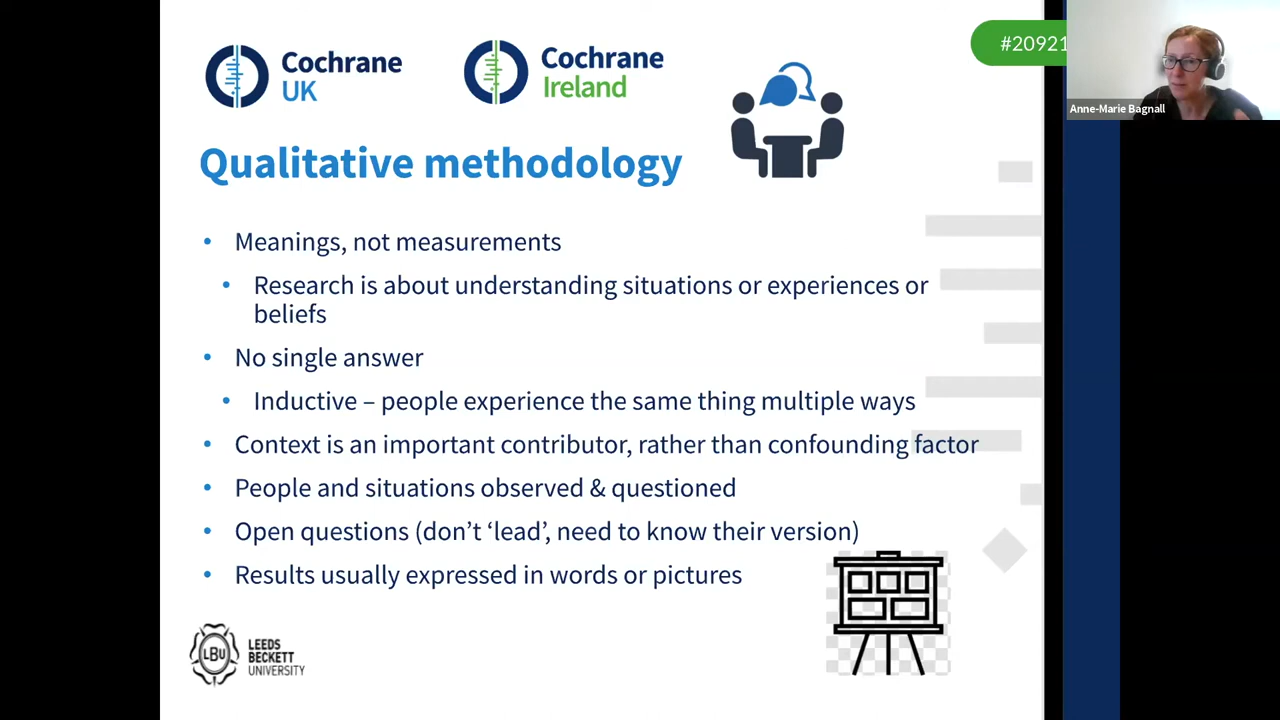 Cochrane
UK
Cochrane
Ireland
#20921
Anne-Marie Bagnall
Qualitative methodology
• Meanings, not measurements
• Research is about understanding situations or experiences or
beliefs
• No single answer
• Inductive – people experience the same thing multiple ways
• Context is an important contributor, rather than confounding factor
• People and situations observed & questioned
• Open questions (don’t ‘lead’, need to know their version)
• Results usually expressed in words or pictures
LBU
LEEDS
BECKETT
UNIVERSITY